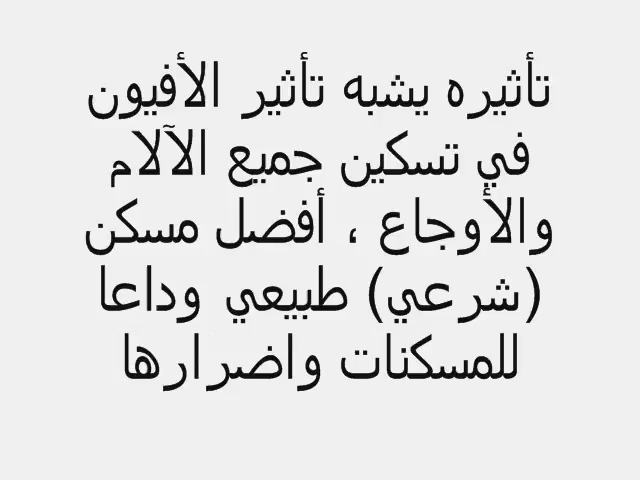 تأثيره يشبه تأثير الأفيون
في تسكين جميع الآلام
والأوجاع ، أفضل مسكن
(شرعي) طبيعي وداعا
للمسكنات واضرارها